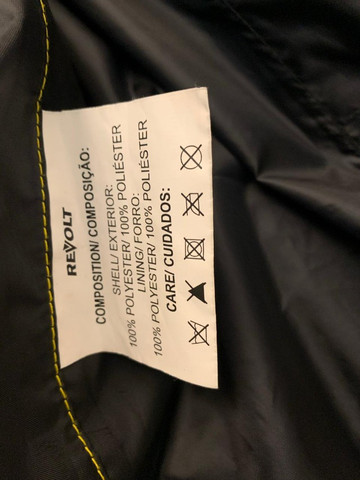 REVOLT
COMPOSITION/ COMPOSIÇÃO:
SHELL/ EXTERIOR:
100% POLYESTER/ 100% POLIÉSTER
LINING/ FORRO:
100% POLYESTER/ 100% POLIÉSTER
CARE/ CUIDADOS: